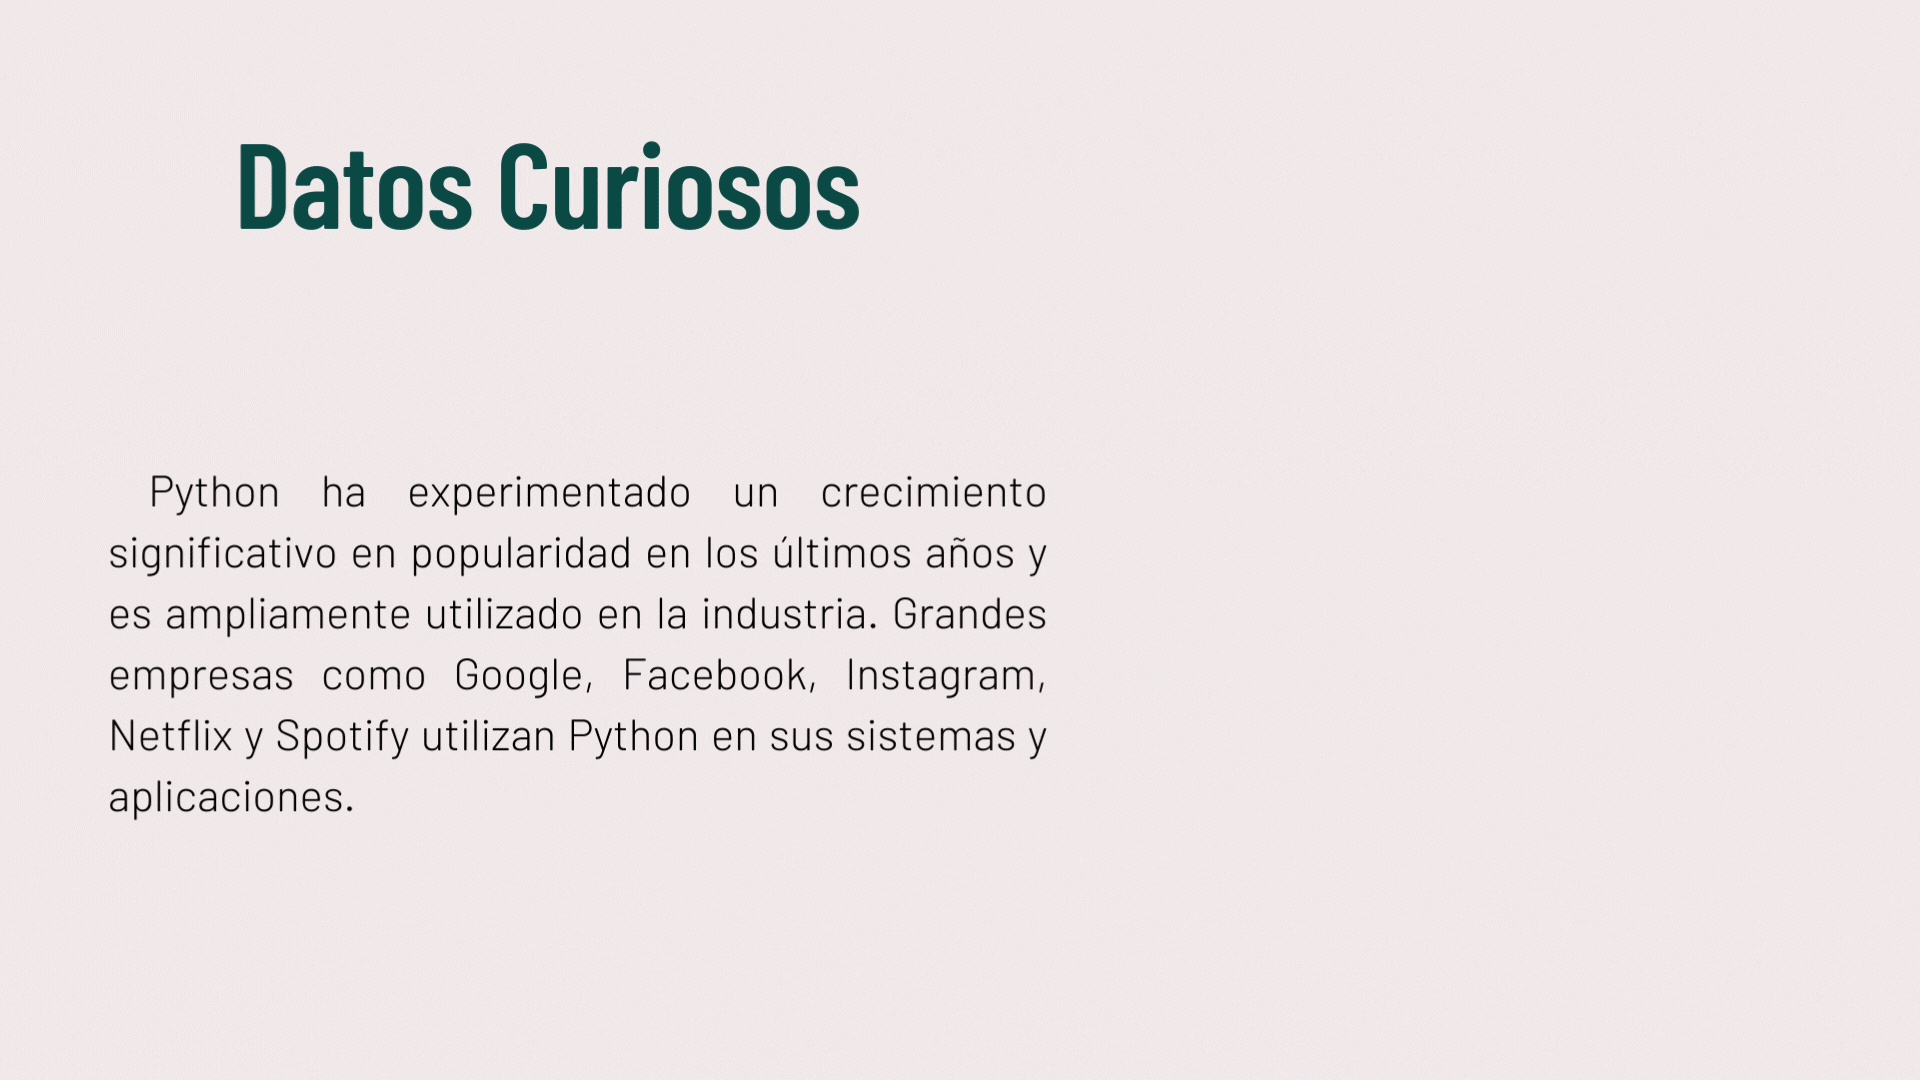 Datos Curiosos
Python ha experimentado un crecimiento
significativo en popularidad en los últimos años y
es ampliamente utilizado en la industria. Grandes
empresas como Google, Facebook, Instagram,
Netflix y Spotify utilizan Python en sus sistemas y
aplicaciones.